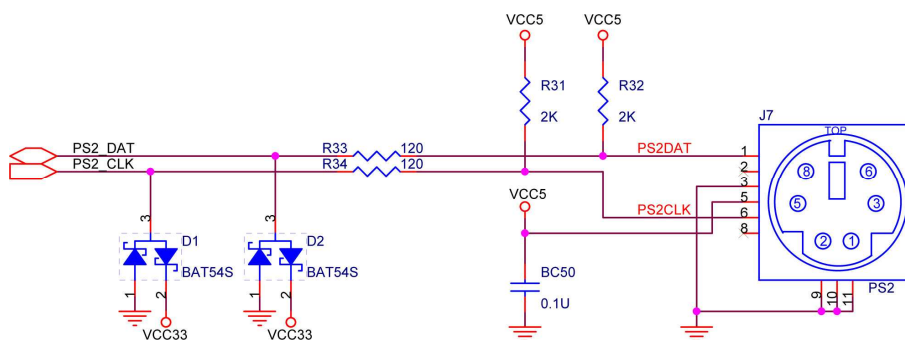 VCC5 VCC5
R31 R32
2K 2K
J7
TOP
PS2_DAT R33 120 PS2DAT 1
PS2_CLK R34 120 2
3
5
PS2CLK 6
8
8 6
5 3
2 1
VCC5
3 3
D1 D2
BAT54S BAT54S
1 2 1 2
VCC33 VCC33
BC50
0.1U
PS2
9 10 11